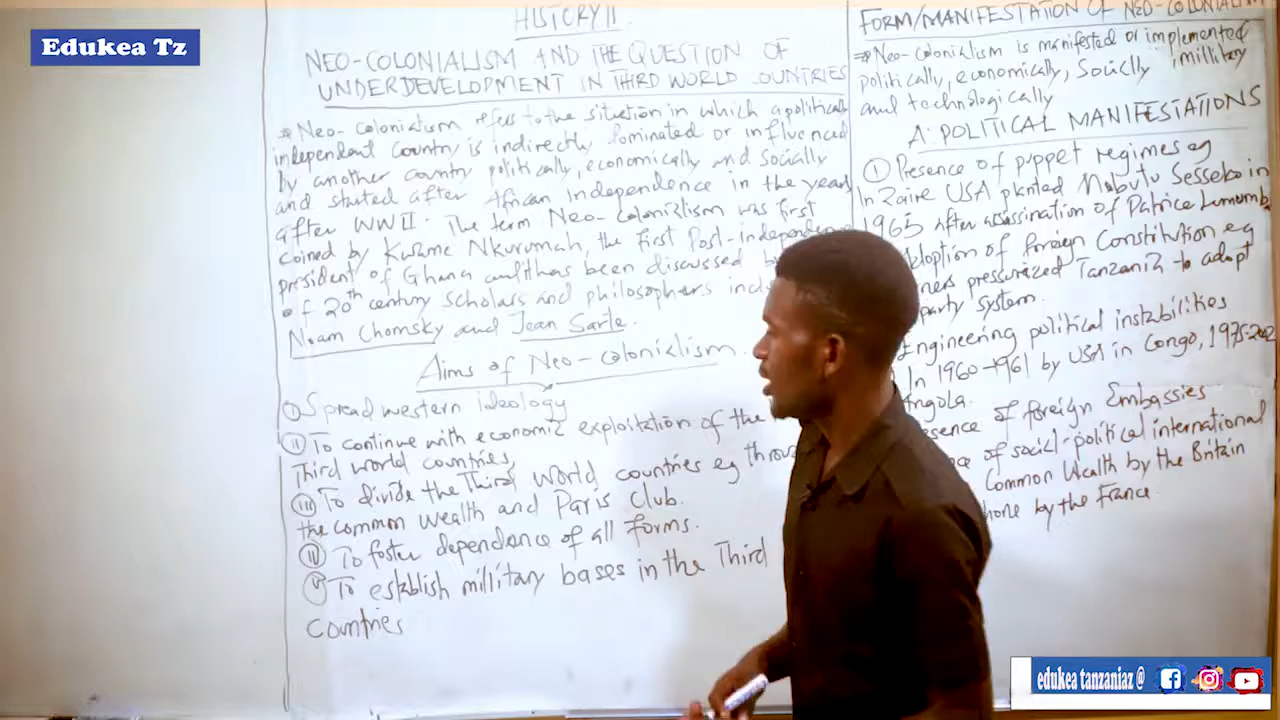 Edukea Tz
HISTORY II
NEO-COLONIALISM AND THE QUESTION OF
UNDERDEVELOPMENT IN THIRD WORLD COUNTRIES
Neo-colonialism refers to the situation in which a political
independent country is indirectly dominated or influenced
by another country politically, economically and socially
and started after African independence in the years
after WW II. The term Neo-colonialism was first
coined by Kwame Nkurumah, the first Post-independence
president of Ghana and has been discussed
of 20th century scholars and philosophers
Noam Chomsky and Jean Sarte.
Aims of Neo-colonialism
(i) Spread western ideology
(ii) To continue with economic exploitation of the
Third world countries
(iii) To divide the Third World countries eg
the common wealth and Paris Club.
(iv) To foster dependence of all forms.
(v) To establish millitary bases in the Third
Countries
FORM/MANIFESTATION OF NEO-COLONIALISM
Neo-colonialism is manifested or implemented
politically, economically, Socially millitary
and technologically
A: POLITICAL MANIFESTATIONS
(1) Presence of puppet regimes eg
In Zaire USA planted Mobutu Sesseko in
1965 After assassination of Patrice Lumumba
Adoption of foreign Constitution eg
pressurized Tanzania to adopt
party system.
Engineering political instabilities
In 1960-1961 by USA in Congo, 1975-2002
Angola.
of foreign Embassies
of social-political international
Common Wealth by the Britain
by the France.
edukea tanzaniaz @